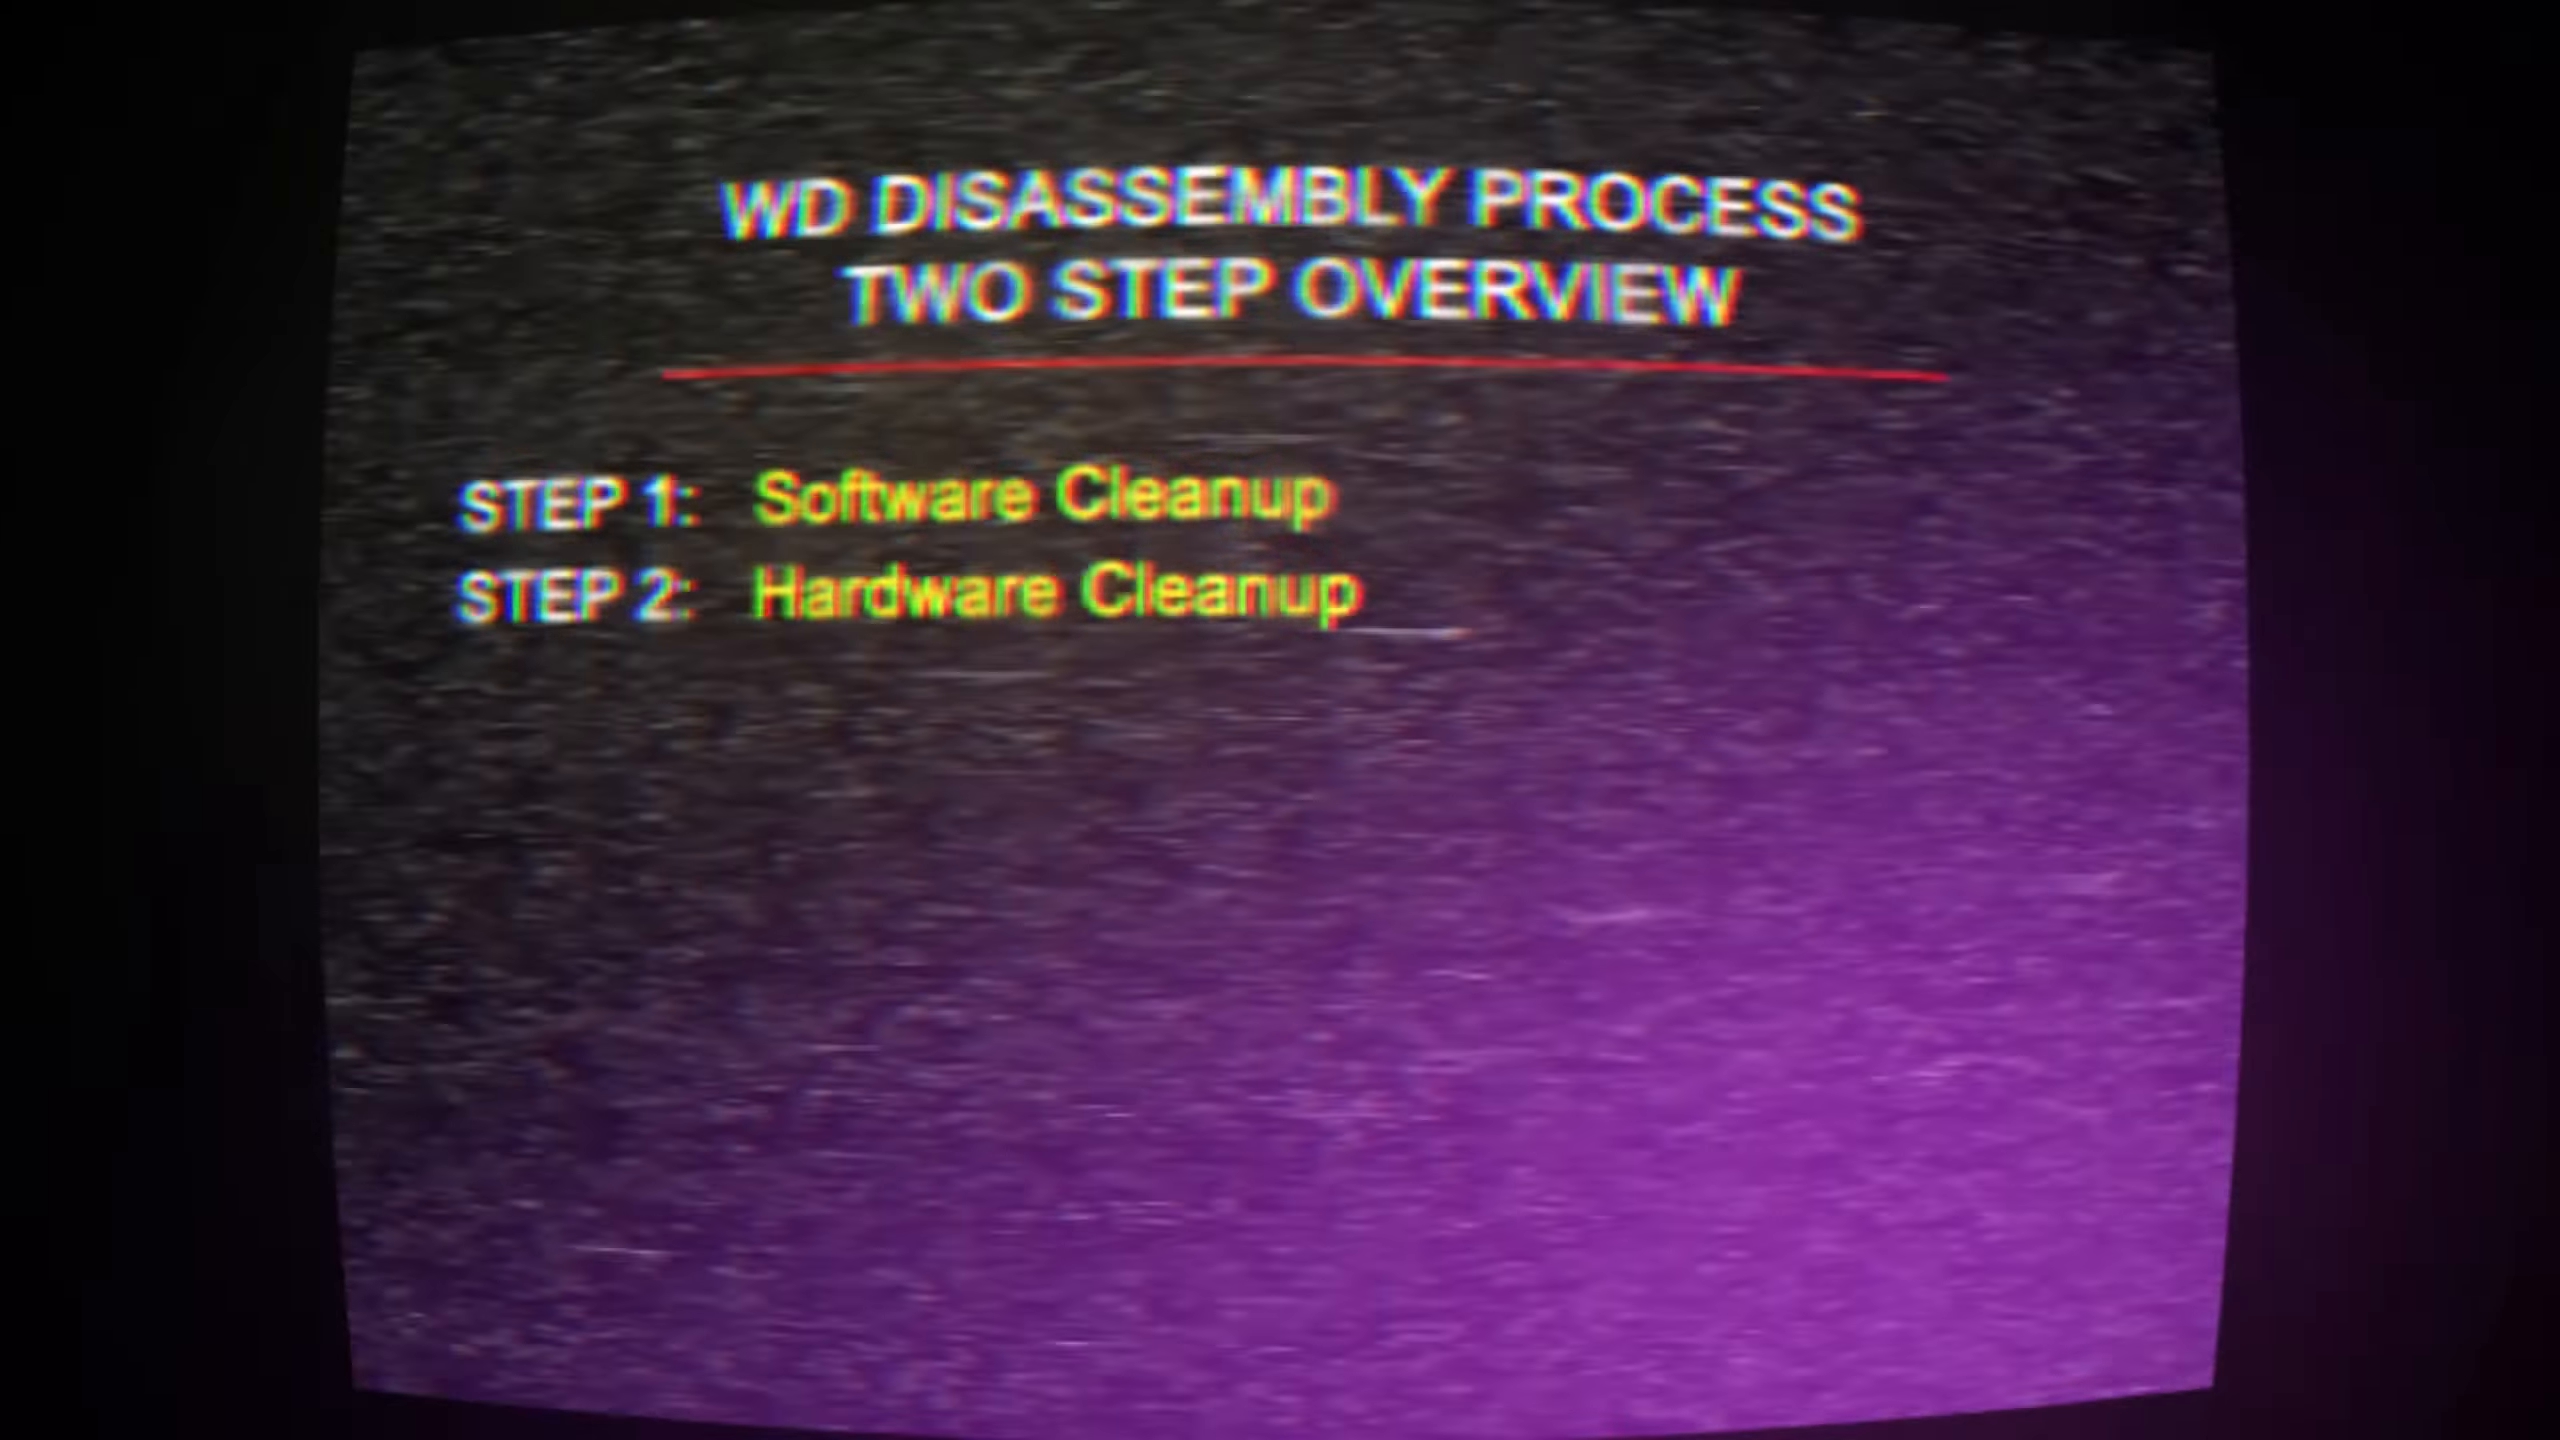 WD DISASSEMBLY PROCESS
TWO STEP OVERVIEW
STEP 1: Software Cleanup
STEP 2: Hardware Cleanup